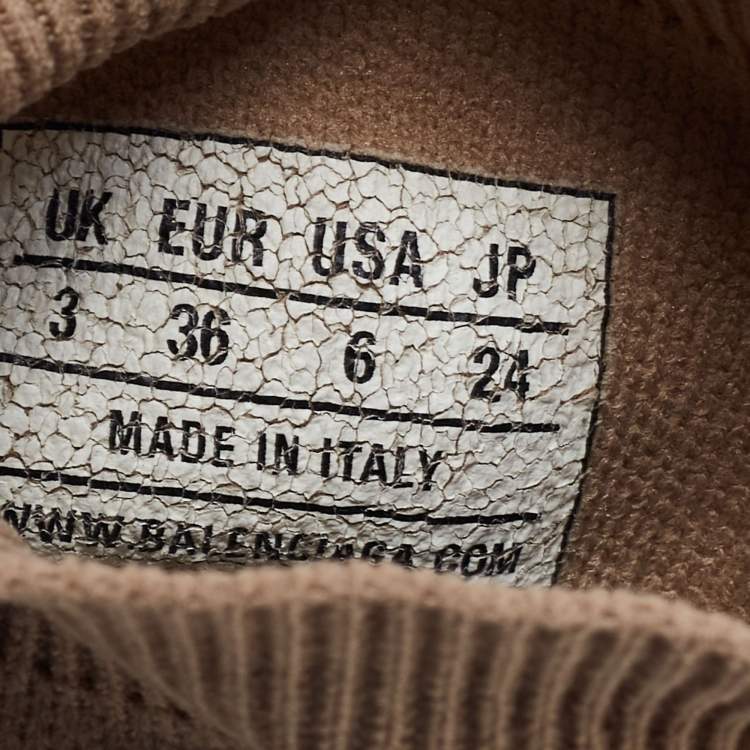 UK EUR USA JP
3 36 6 24
MADE IN ITALY
WWW.BALENCIAGA.COM